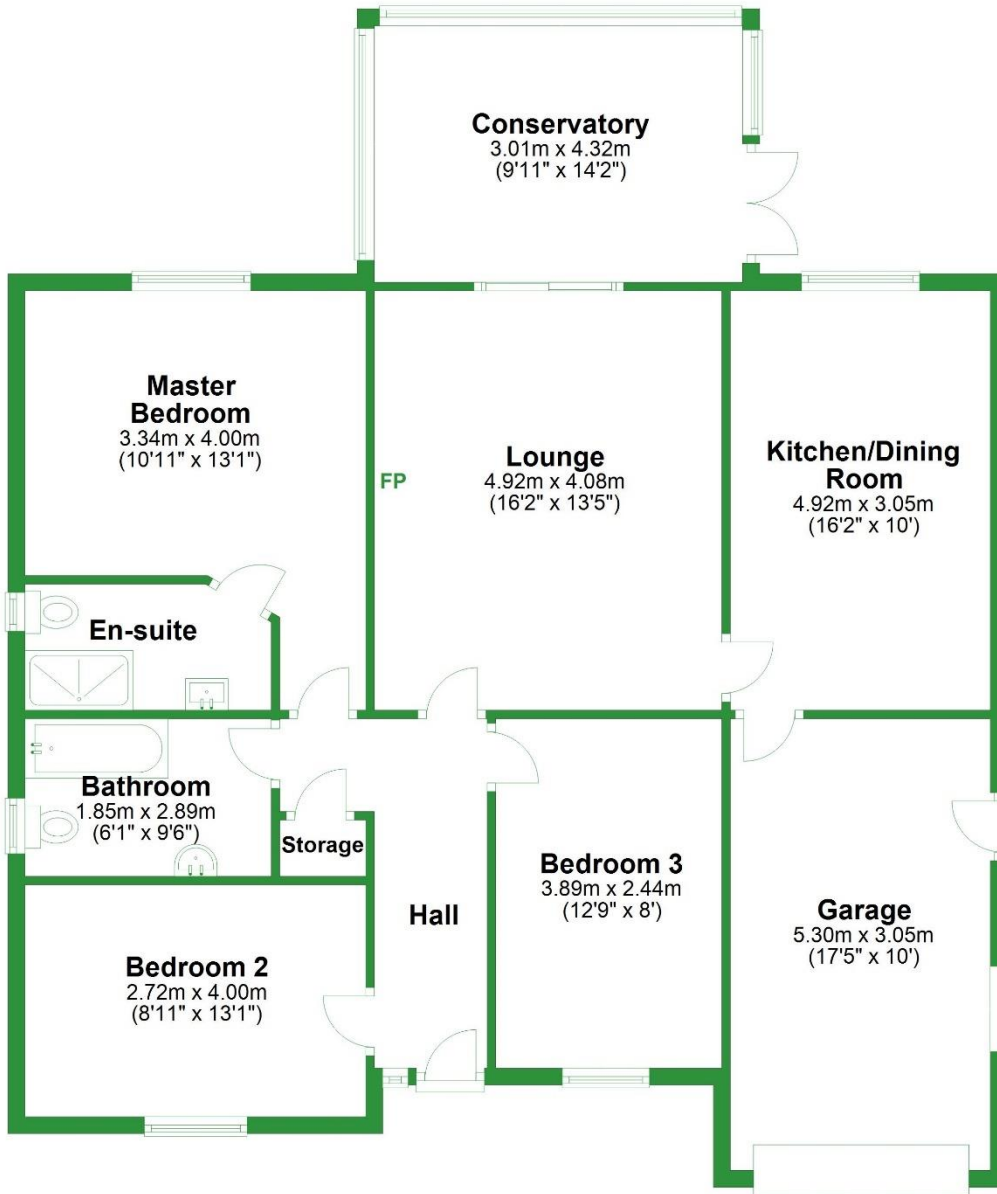 Conservatory
3.01m x 4.32m
(9'11" x 14'2")
Master
Bedroom
3.34m x 4.00m
(10'11" x 13'1")
FP
Lounge
4.92m x 4.08m
(16'2" x 13'5")
Kitchen/Dining
Room
4.92m x 3.05m
(16'2" x 10')
En-suite
Bathroom
1.85m x 2.89m
(6'1" x 9'6")
Storage
Hall
Bedroom 3
3.89m x 2.44m
(12'9" x 8')
Garage
5.30m x 3.05m
(17'5" x 10')
Bedroom 2
2.72m x 4.00m
(8'11" x 13'1")